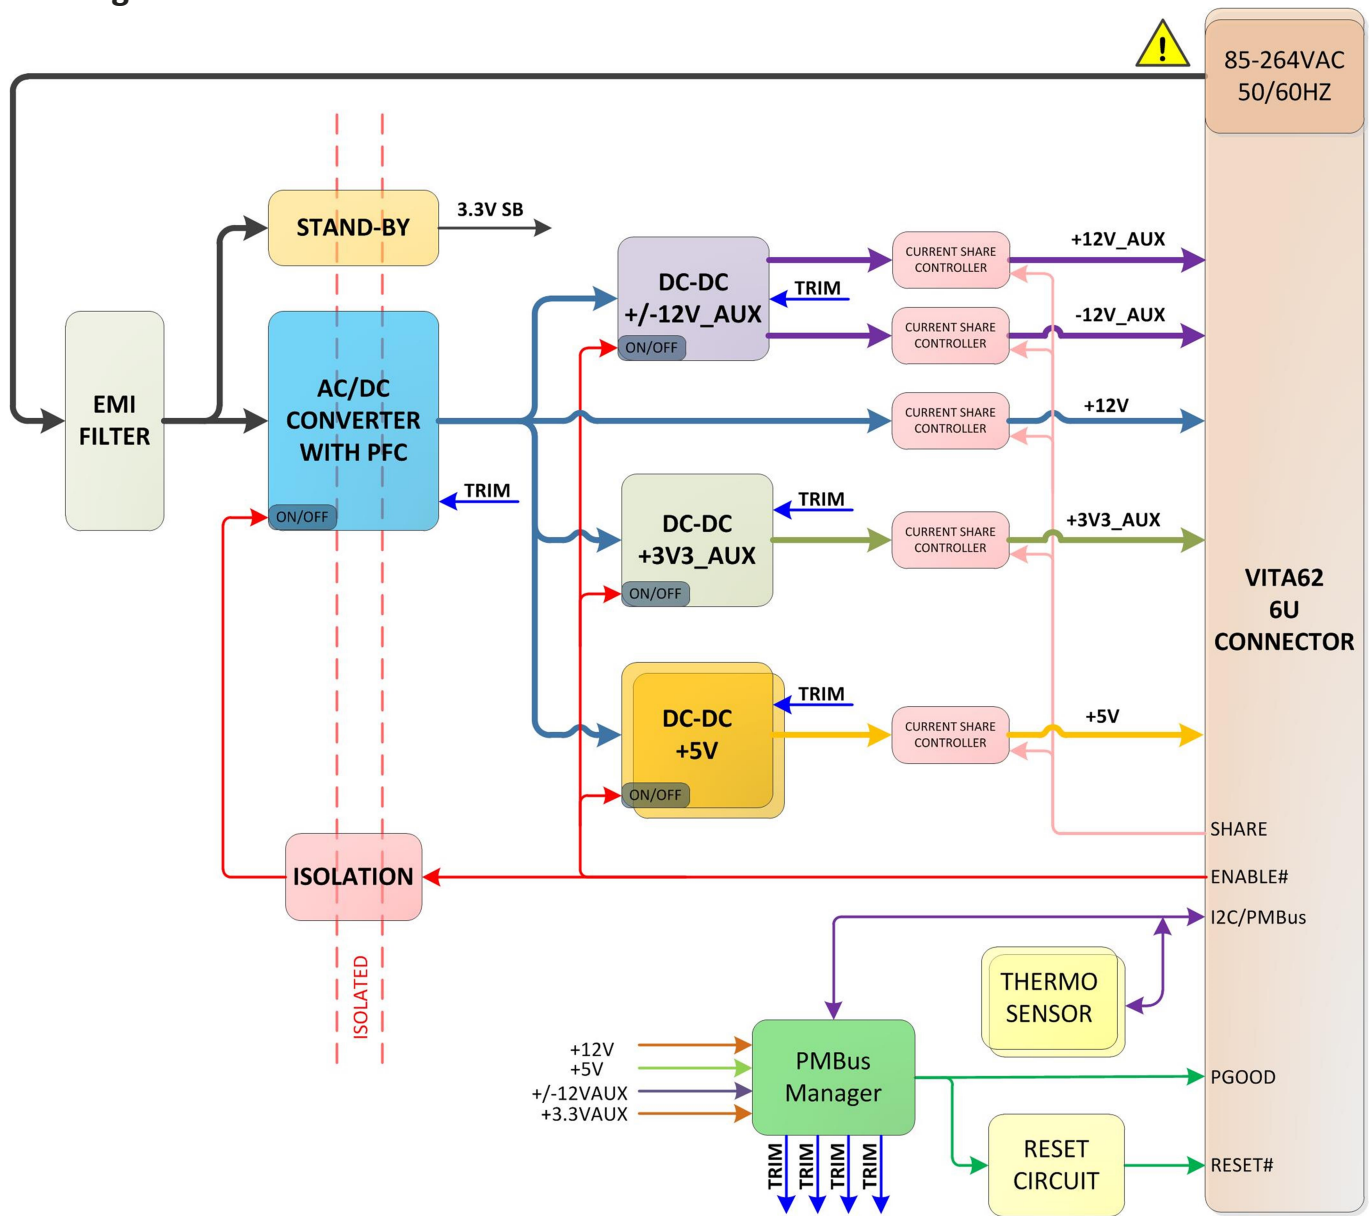 !
85-264VAC
50/60HZ
STAND-BY
3.3V SB
DC-DC
+/-12V_AUX
ON/OFF
TRIM
CURRENT SHARE
CONTROLLER
+12V_AUX
CURRENT SHARE
CONTROLLER
-12V_AUX
EMI
FILTER
AC/DC
CONVERTER
WITH PFC
ON/OFF
TRIM
CURRENT SHARE
CONTROLLER
+12V
DC-DC
+3V3_AUX
ON/OFF
TRIM
CURRENT SHARE
CONTROLLER
+3V3_AUX
VITA62
6U
CONNECTOR
DC-DC
+5V
ON/OFF
TRIM
CURRENT SHARE
CONTROLLER
+5V
SHARE
ISOLATION
ENABLE#
I2C/PMBus
ISOLATED
THERMO
SENSOR
+12V
+5V
+/-12VAUX
+3.3VAUX
PMBus
Manager
PGOOD
TRIM
TRIM
TRIM
TRIM
RESET
CIRCUIT
RESET#